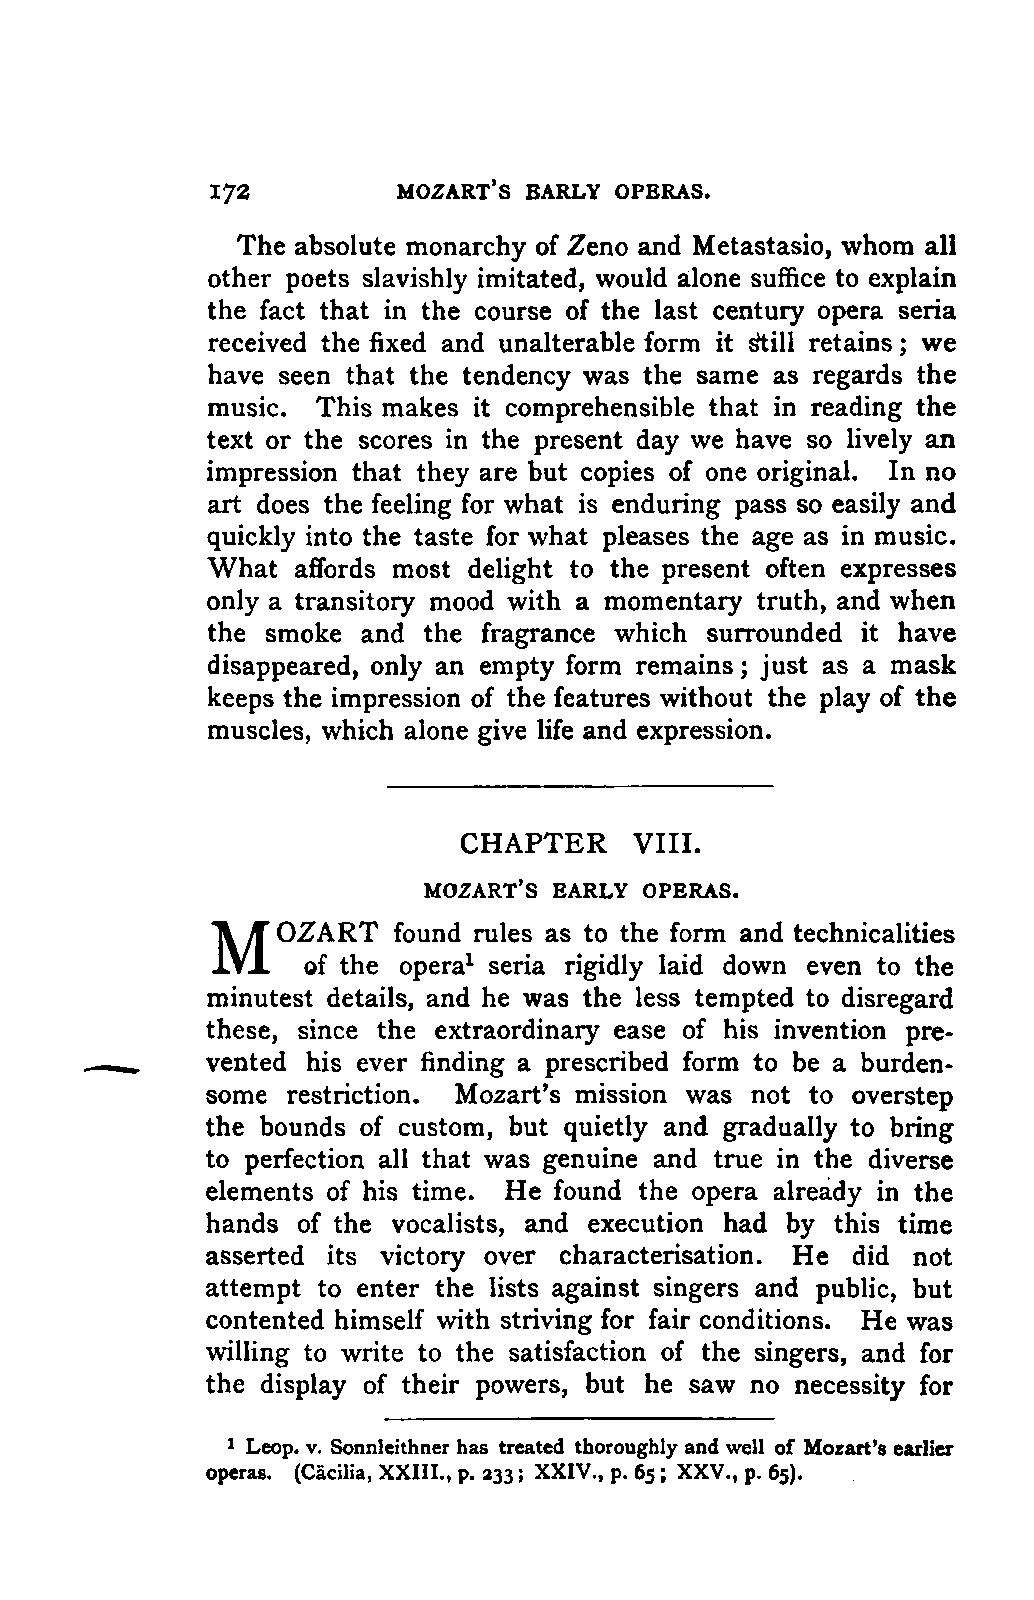 172 MOZART'S EARLY OPERAS.
The absolute monarchy of Zeno and Metastasio, whom all
other poets slavishly imitated, would alone suffice to explain
the fact that in the course of the last century opera seria
received the fixed and unalterable form it still retains; we
have seen that the tendency was the same as regards the
music. This makes it comprehensible that in reading the
text or the scores in the present day we have so lively an
impression that they are but copies of one original. In no
art does the feeling for what is enduring pass so easily and
quickly into the taste for what pleases the age as in music.
What affords most delight to the present often expresses
only a transitory mood with a momentary truth, and when
the smoke and the fragrance which surrounded it have
disappeared, only an empty form remains; just as a mask
keeps the impression of the features without the play of the
muscles, which alone give life and expression.
CHAPTER VIII.
MOZART'S EARLY OPERAS.
MOZART found rules as to the form and technicalities
of the opera¹ seria rigidly laid down even to the
minutest details, and he was the less tempted to disregard
these, since the extraordinary ease of his invention pre-
vented his ever finding a prescribed form to be a burden-
some restriction. Mozart's mission was not to overstep
the bounds of custom, but quietly and gradually to bring
to perfection all that was genuine and true in the diverse
elements of his time. He found the opera already in the
hands of the vocalists, and execution had by this time
asserted its victory over characterisation. He did not
attempt to enter the lists against singers and public, but
contented himself with striving for fair conditions. He was
willing to write to the satisfaction of the singers, and for
the display of their powers, but he saw no necessity for
¹ Leop. v. Sonnleithner has treated thoroughly and well of Mozart's earlier
operas. (Cäcilia, XXIII., p. 233; XXIV., p. 65; XXV., p. 65).